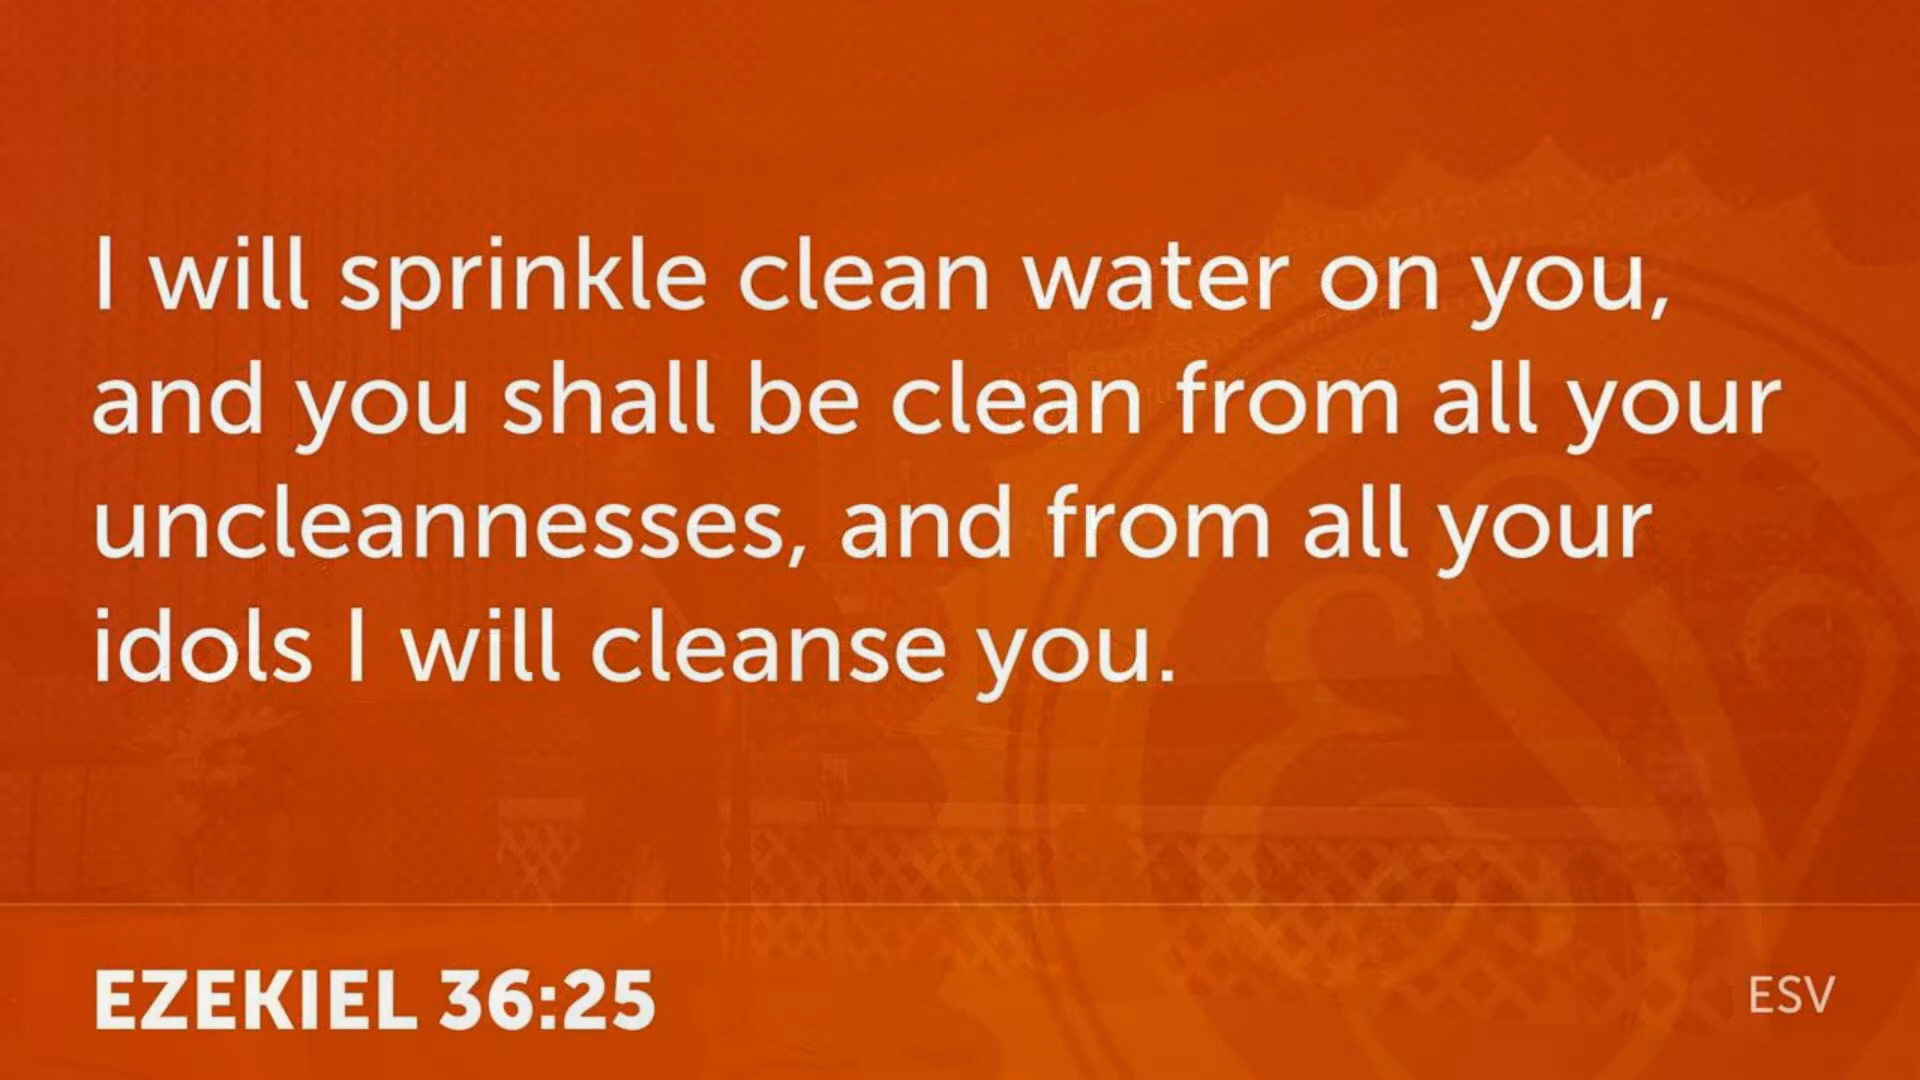 I will sprinkle clean water on you,
and you shall be clean from all your
uncleannesses, and from all your
idols I will cleanse you.
EZEKIEL 36:25
ESV